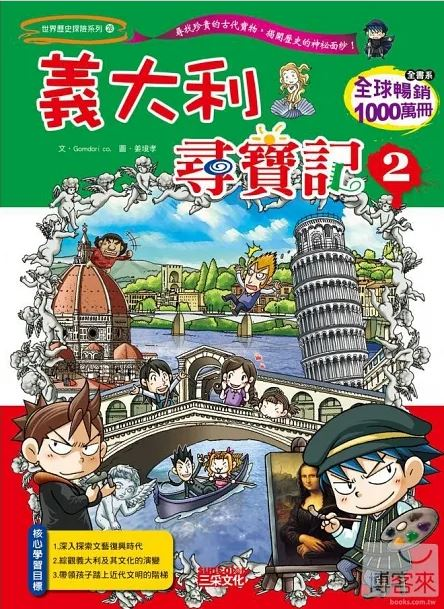 世界歷史探險系列 28
尋找珍貴的古代寶物，揭開歷史的神祕面紗！
義大利
尋寶記 2
全書系
全球暢銷
1000萬冊
文‧Gomdori co. 圖‧姜境孝
核心學習目標
1.深入探索文藝復興時代
2.綜觀義大利及其文化的演變
3.帶領孩子踏上近代文明的階梯
三采文化
博客來
books.com.tw